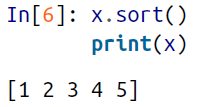 In[6]: x.sort()
print(x)
[1 2 3 4 5]